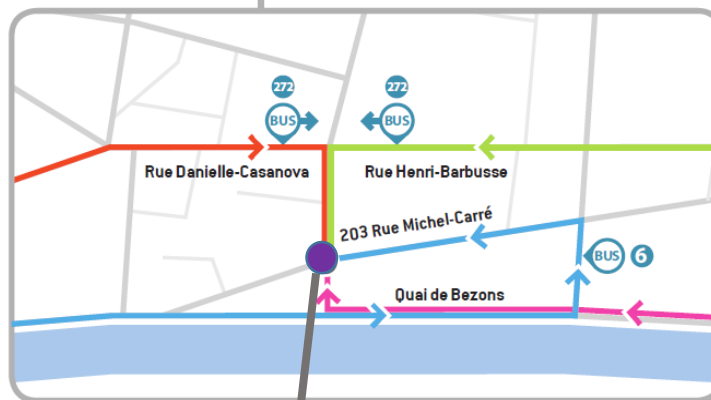 272
272
BUS
BUS
Rue Danielle-Casanova
Rue Henri-Barbusse
203 Rue Michel-Carré
BUS 6
Quai de Bezons